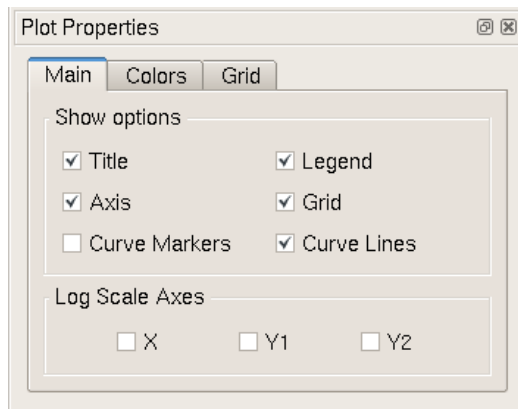 Plot Properties
Main Colors Grid
Show options
Title Legend
Axis Grid
Curve Markers Curve Lines
Log Scale Axes
X Y1 Y2